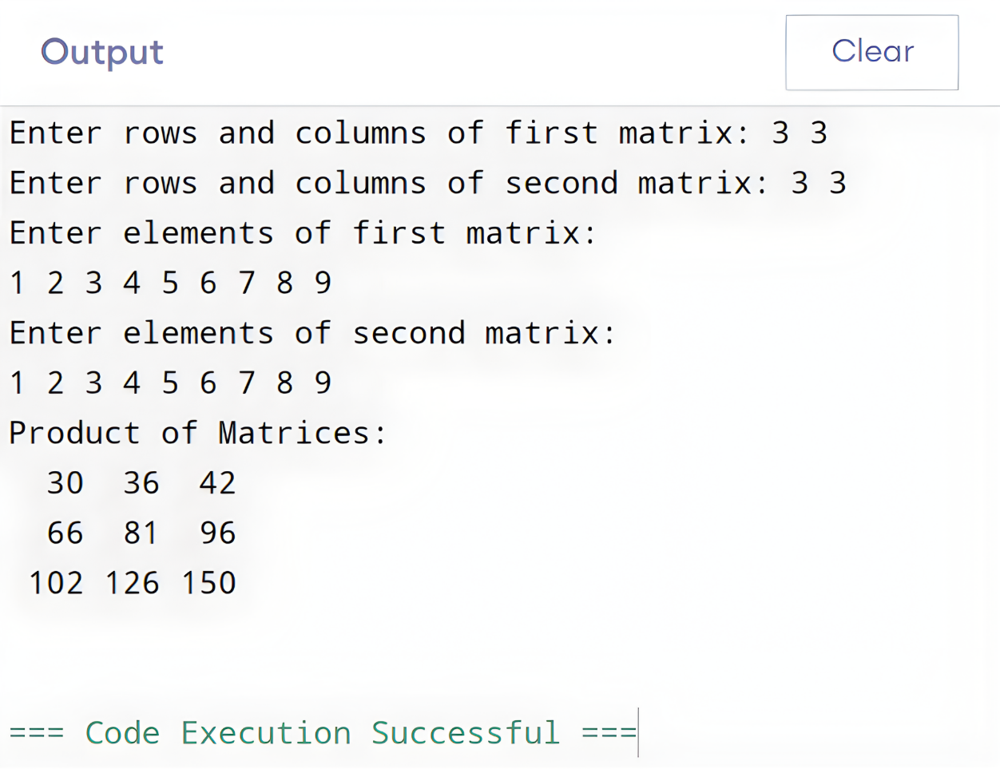 Output
Clear
Enter rows and columns of first matrix: 3 3
Enter rows and columns of second matrix: 3 3
Enter elements of first matrix:
1 2 3 4 5 6 7 8 9
Enter elements of second matrix:
1 2 3 4 5 6 7 8 9
Product of Matrices:
  30  36  42
  66  81  96
 102 126 150
=== Code Execution Successful ===